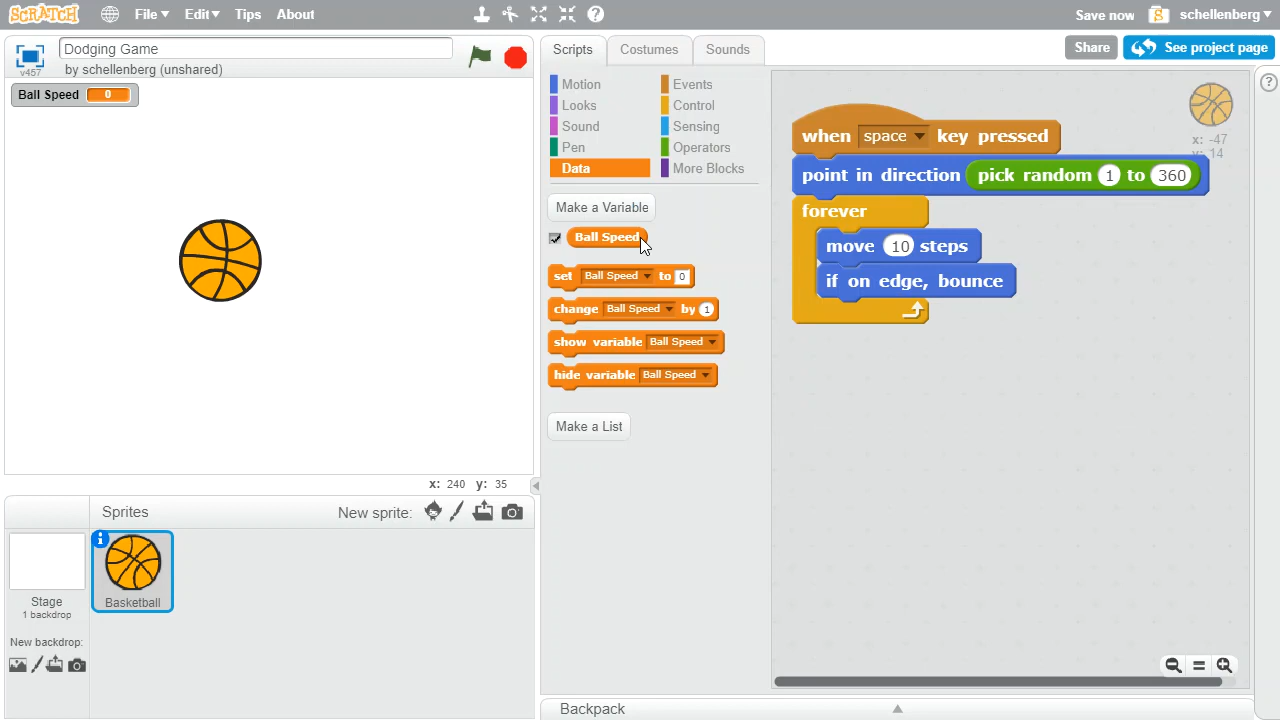 SCRATCH
File
Edit
Tips
About
Save now
S
schellenberg
v457
Dodging Game
by schellenberg (unshared)
Scripts
Costumes
Sounds
Share
See project page
Ball Speed 0
Motion
Looks
Sound
Pen
Data
Events
Control
Sensing
Operators
More Blocks
Make a Variable
Ball Speed
set Ball Speed to 0
change Ball Speed by 1
show variable Ball Speed
hide variable Ball Speed
Make a List
when space key pressed
point in direction pick random 1 to 360
forever
move 10 steps
if on edge, bounce
x: -47
y: 14
x: 240 y: 35
Sprites
New sprite:
Stage
1 backdrop
New backdrop:
Basketball
Backpack